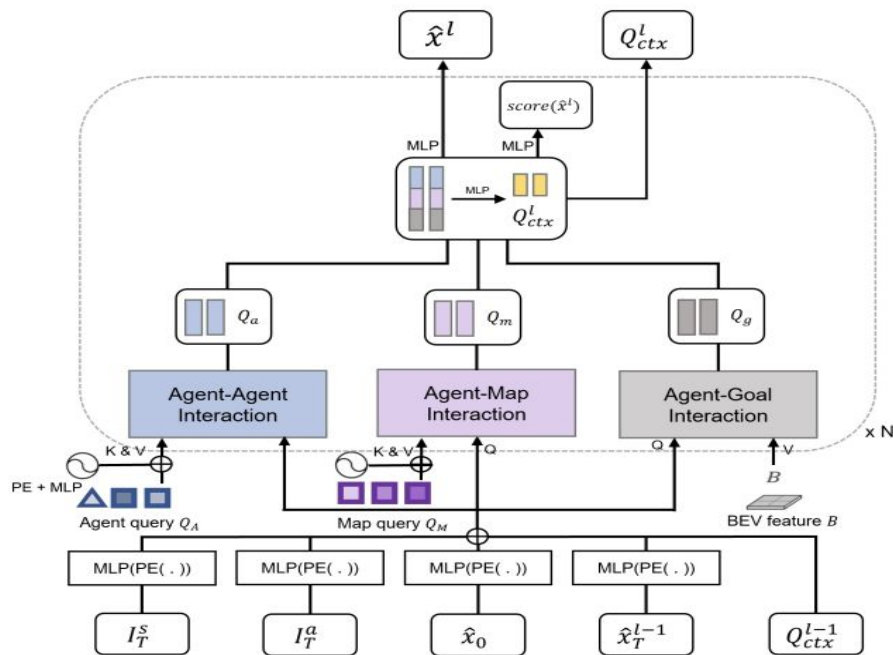 x̂^l
Q^l_ctx
score(x̂^l)
MLP
MLP
MLP
Q^l_ctx
Q_a
Q_m
Q_g
Agent-Agent
Interaction
Agent-Map
Interaction
Agent-Goal
Interaction
x N
K & V
K & V
Q
Q
V
PE + MLP
B
Agent query Q_A
Map query Q_M
BEV feature B
MLP(PE( . ))
MLP(PE( . ))
MLP(PE( . ))
MLP(PE( . ))
I^s_T
I^a_T
x̂_0
x̂^{l-1}_T
Q^{l-1}_ctx